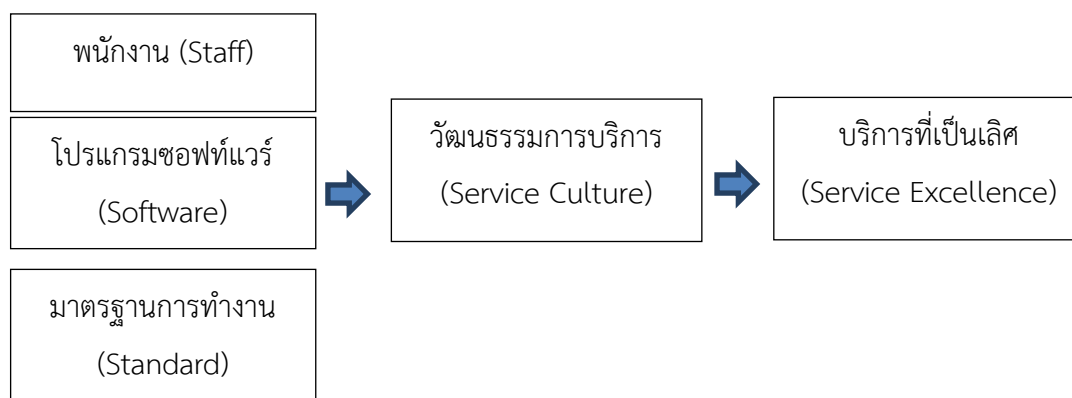 พนักงาน (Staff)
โปรแกรมซอฟท์แวร์
(Software)
มาตรฐานการทำงาน
(Standard)
วัฒนธรรมการบริการ
(Service Culture)
บริการที่เป็นเลิศ
(Service Excellence)